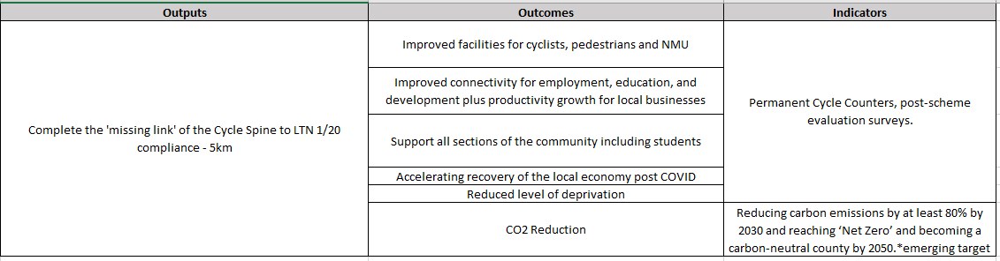 Outputs
Outcomes
Indicators
Complete the 'missing link' of the Cycle Spine to LTN 1/20
compliance - 5km
Improved facilities for cyclists, pedestrians and NMU
Improved connectivity for employment, education, and
development plus productivity growth for local businesses
Support all sections of the community including students
Accelerating recovery of the local economy post COVID
Reduced level of deprivation
CO2 Reduction
Permanent Cycle Counters, post-scheme
evaluation surveys.
Reducing carbon emissions by at least 80% by
2030 and reaching ‘Net Zero’ and becoming a
carbon-neutral county by 2050.*emerging target